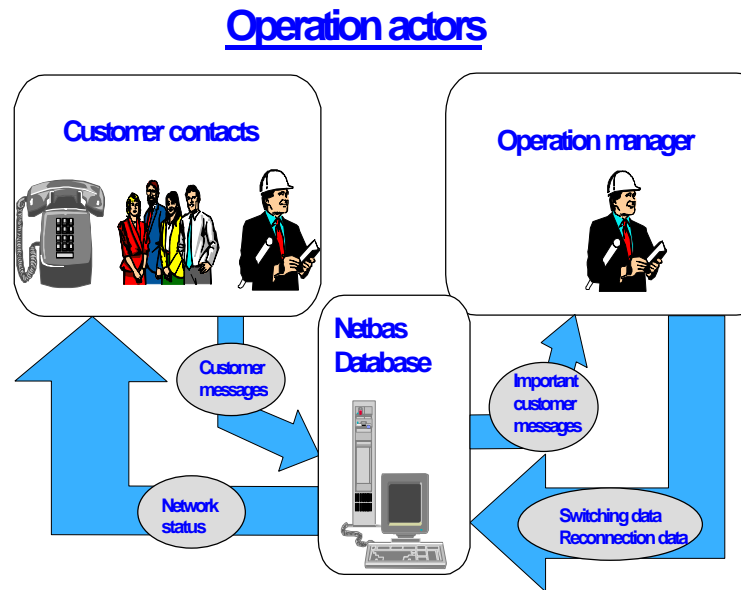 Operation actors
Customer contacts
Operation manager
Netbas
Database
Customer
messages
Important
customer
messages
Network
status
Switching data
Reconnection data